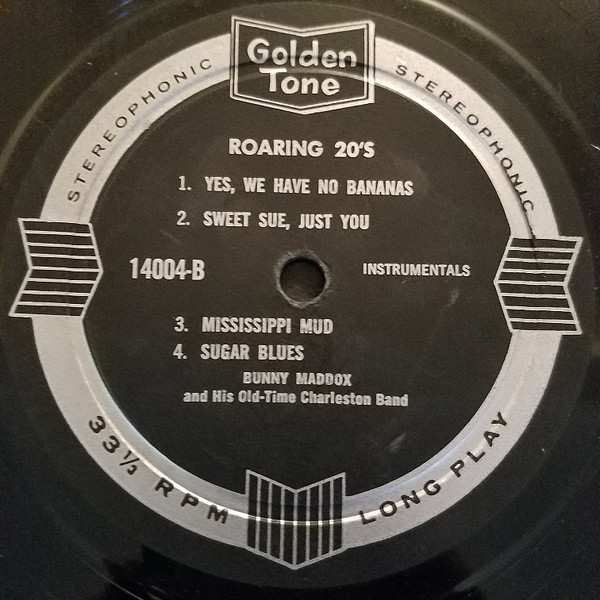 Golden
Tone
STEREOPHONIC
STEREOPHONIC
ROARING 20'S
1. YES, WE HAVE NO BANANAS
2. SWEET SUE, JUST YOU
14004-B
INSTRUMENTALS
3. MISSISSIPPI MUD
4. SUGAR BLUES
BUNNY MADDOX
and His Old-Time Charleston Band
33⅓ RPM
LONG PLAY